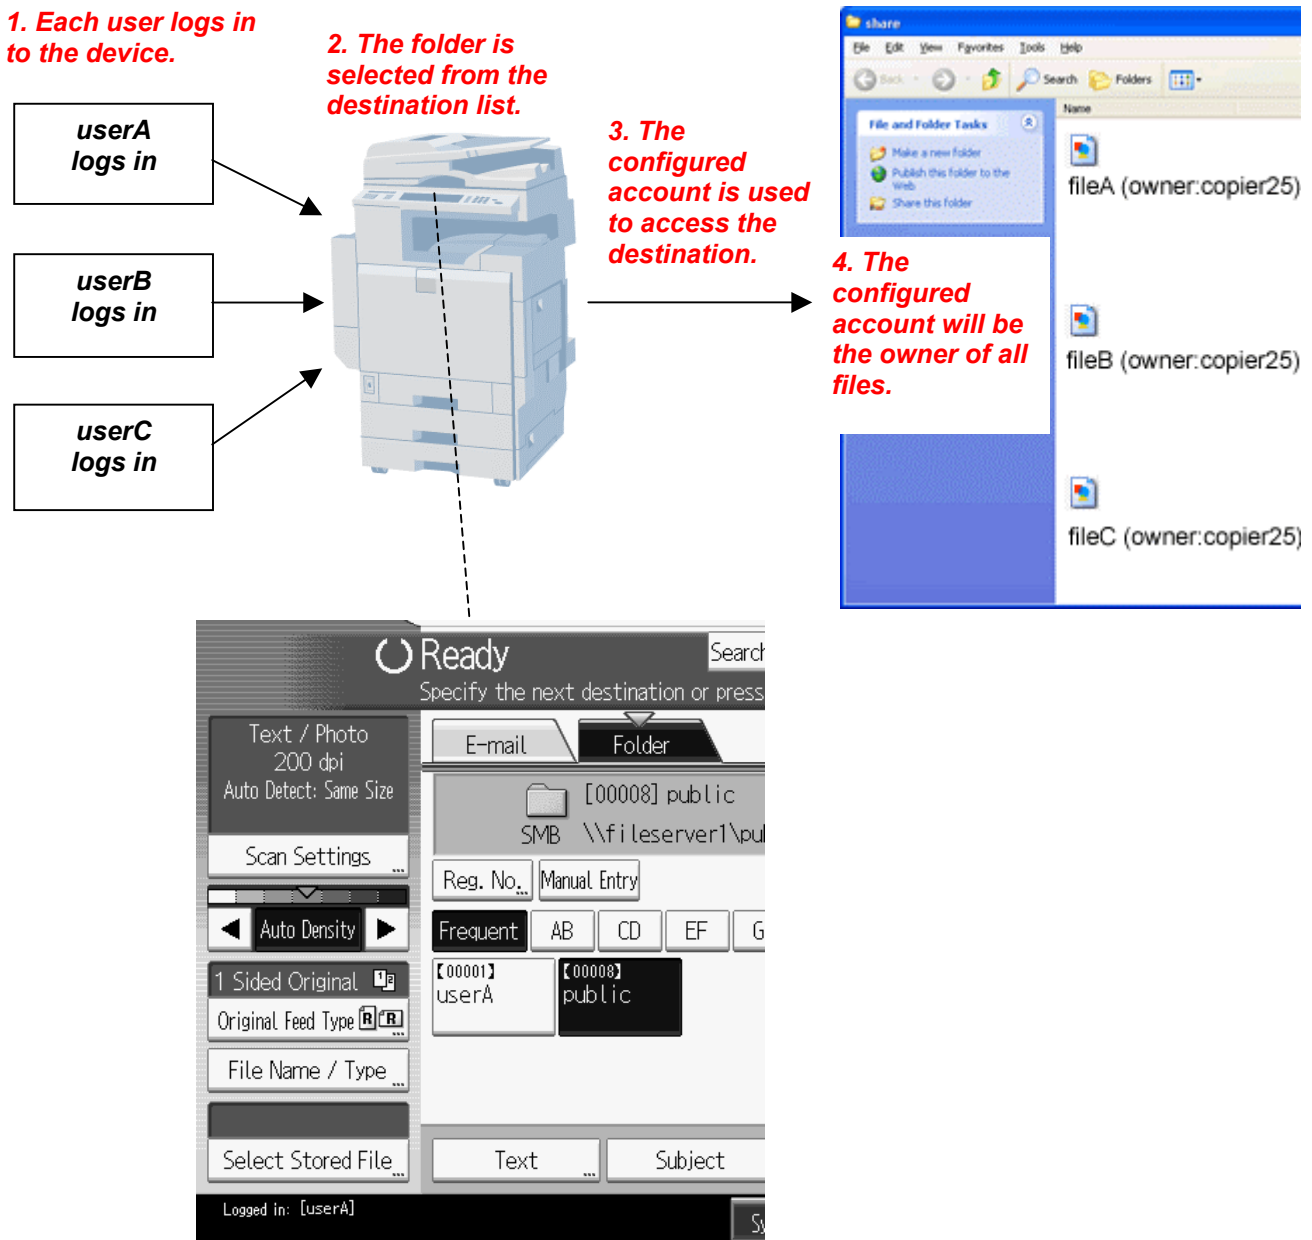 1. Each user logs in
to the device.
2. The folder is
selected from the
destination list.
3. The
configured
account is used
to access the
destination.
4. The
configured
account will be
the owner of all
files.
userA
logs in
userB
logs in
userC
logs in
share
File Edit View Favorites Tools Help
Back Search Folders
Name
File and Folder Tasks
Make a new folder
Publish this folder to the
Web
Share this folder
fileA (owner:copier25)
fileB (owner:copier25)
fileC (owner:copier25)
Ready
Search
Specify the next destination or press
Text / Photo
200 dpi
Auto Detect: Same Size
Scan Settings
Auto Density
1 Sided Original
Original Feed Type
File Name / Type
Select Stored File
E-mail Folder
[00008] public
SMB \\fileserver1\pu
Reg. No. Manual Entry
Frequent AB CD EF G
【00001】 【00008】
userA public
Text Subject
Logged in: [userA]
Sy